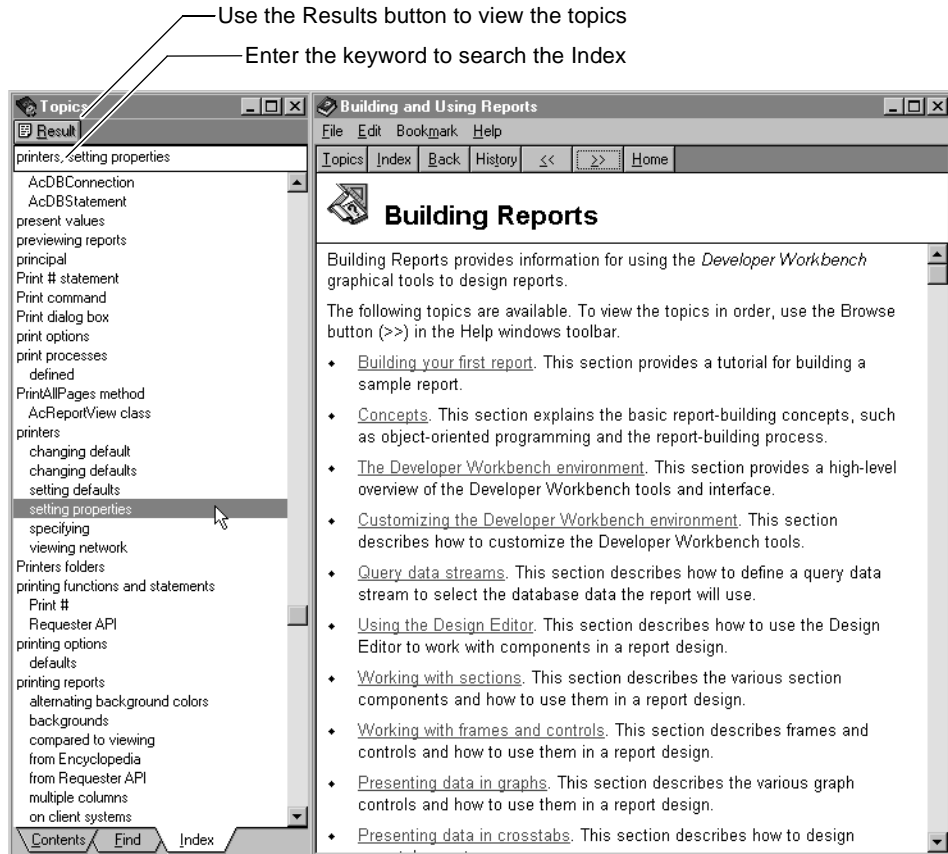 Use the Results button to view the topics
Enter the keyword to search the Index
Topics
Result
printers, setting properties
AcDBConnection
AcDBStatement
present values
previewing reports
principal
Print # statement
Print command
Print dialog box
print options
print processes
defined
PrintAllPages method
AcReportView class
printers
changing default
changing defaults
setting defaults
setting properties
specifying
viewing network
Printers folders
printing functions and statements
Print #
Requester API
printing options
defaults
printing reports
alternating background colors
backgrounds
compared to viewing
from Encyclopedia
from Requester API
multiple columns
on client systems
Contents Find Index
Building and Using Reports
File Edit Bookmark Help
Topics Index Back History << >> Home
Building Reports
Building Reports provides information for using the Developer Workbench
graphical tools to design reports.
The following topics are available. To view the topics in order, use the Browse
button (>>) in the Help windows toolbar.
• Building your first report. This section provides a tutorial for building a
sample report.
• Concepts. This section explains the basic report-building concepts, such
as object-oriented programming and the report-building process.
• The Developer Workbench environment. This section provides a high-level
overview of the Developer Workbench tools and interface.
• Customizing the Developer Workbench environment. This section
describes how to customize the Developer Workbench tools.
• Query data streams. This section describes how to define a query data
stream to select the database data the report will use.
• Using the Design Editor. This section describes how to use the Design
Editor to work with components in a report design.
• Working with sections. This section describes the various section
components and how to use them in a report design.
• Working with frames and controls. This section describes frames and
controls and how to use them in a report design.
• Presenting data in graphs. This section describes the various graph
controls and how to use them in a report design.
• Presenting data in crosstabs. This section describes how to design